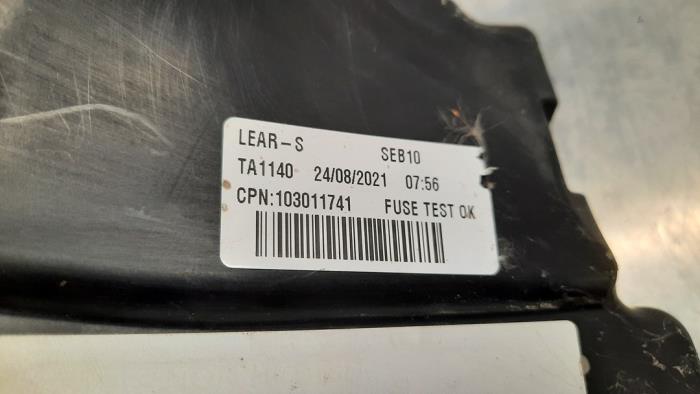 LEAR-S SEB10
TA1140 24/08/2021 07:56
CPN:103011741 FUSE TEST OK